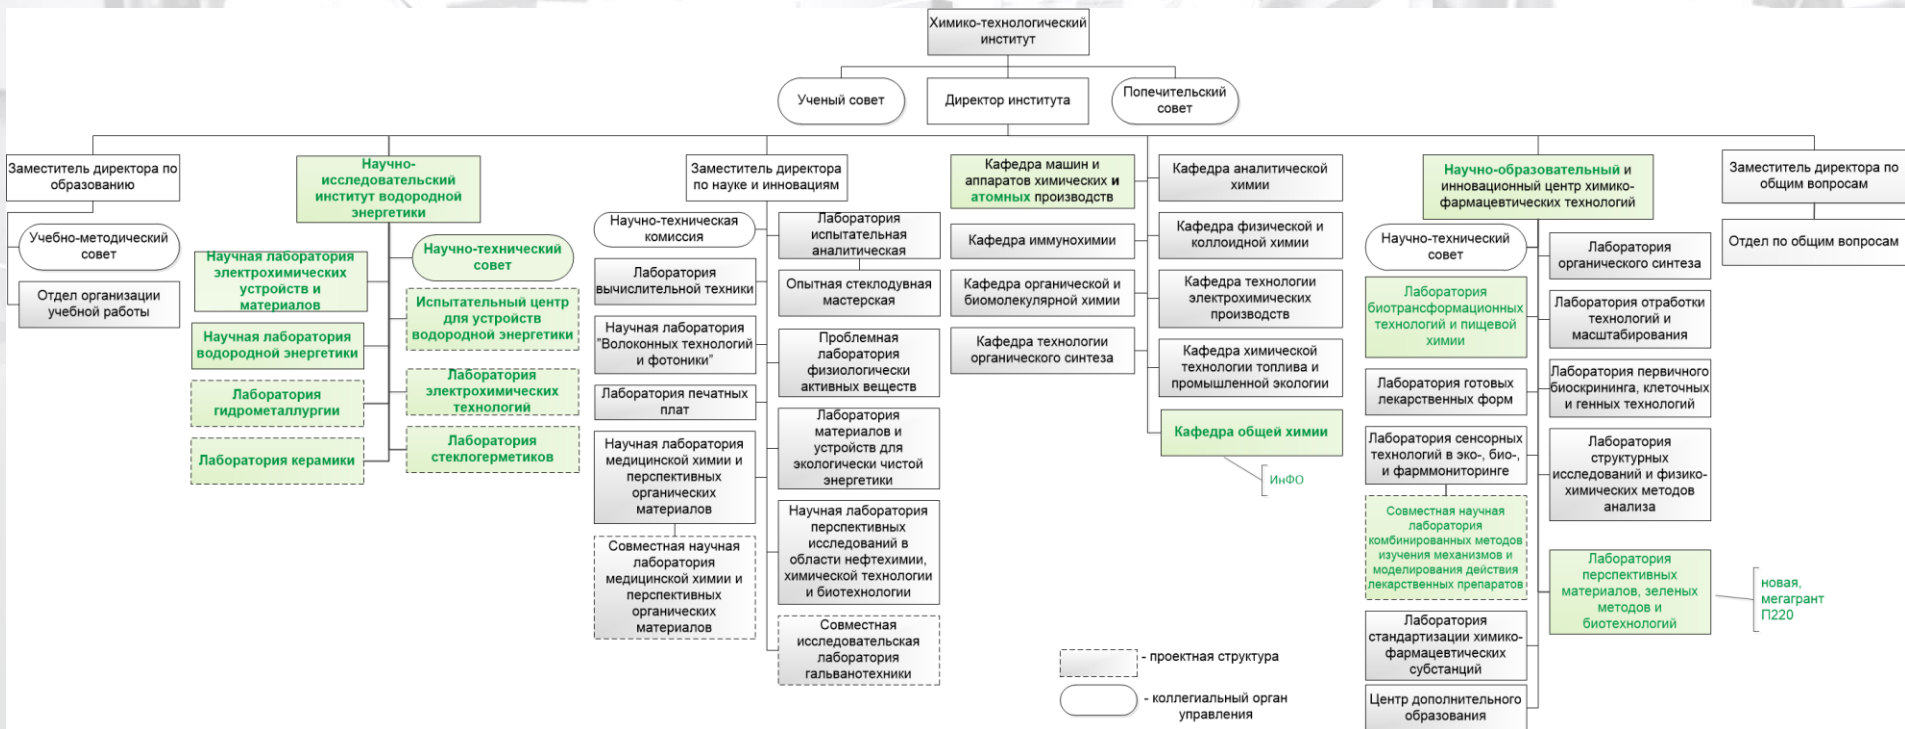 Химико-технологический
институт
Ученый совет
Директор института
Попечительский
совет
Заместитель директора по
образованию
Учебно-методический
совет
Отдел организации
учебной работы
Научно-
исследовательский
институт водородной
энергетики
Научная лаборатория
электрохимических
устройств и
материалов
Научная лаборатория
водородной энергетики
Лаборатория
гидрометаллургии
Лаборатория керамики
Научно-технический
совет
Испытательный центр
для устройств
водородной энергетики
Лаборатория
электрохимических
технологий
Лаборатория
стеклогерметиков
Заместитель директора
по науке и инновациям
Научно-техническая
комиссия
Лаборатория
вычислительной техники
Научная лаборатория
"Волоконных технологий
и фотоники"
Лаборатория печатных
плат
Научная лаборатория
медицинской химии и
перспективных
органических
материалов
Совместная научная
лаборатория
медицинской химии и
перспективных
органических
материалов
Лаборатория
испытательная
аналитическая
Опытная стеклодувная
мастерская
Проблемная
лаборатория
физиологически
активных веществ
Лаборатория
материалов и
устройств для
экологически чистой
энергетики
Научная лаборатория
перспективных
исследований в
области нефтехимии,
химической технологии
и биотехнологии
Совместная
исследовательская
лаборатория
гальванотехники
Кафедра машин и
аппаратов химических и
атомных производств
Кафедра иммунохимии
Кафедра органической и
биомолекулярной химии
Кафедра технологии
органического синтеза
Кафедра аналитической
химии
Кафедра физической и
коллоидной химии
Кафедра технологии
электрохимических
производств
Кафедра химической
технологии топлива и
промышленной экологии
Кафедра общей химии
ИнФО
Научно-образовательный и
инновационный центр химико-
фармацевтических технологий
Научно-технический
совет
Лаборатория
биотрансформационных
технологий и пищевой
химии
Лаборатория готовых
лекарственных форм
Лаборатория сенсорных
технологий в эко-, био-,
и фарммониторинге
Совместная научная
лаборатория
комбинированных методов
изучения механизмов и
моделирования действия
лекарственных препаратов
Лаборатория
стандартизации химико-
фармацевтических
субстанций
Центр дополнительного
образования
Лаборатория
органического синтеза
Лаборатория отработки
технологий и
масштабирования
Лаборатория первичного
биоскрининга, клеточных
и генных технологий
Лаборатория
структурных
исследований и физико-
химических методов
анализа
Лаборатория
перспективных
материалов, зеленых
методов и
биотехнологий
новая,
мегагрант
П220
Заместитель директора по
общим вопросам
Отдел по общим вопросам
- проектная структура
- коллегиальный орган
управления